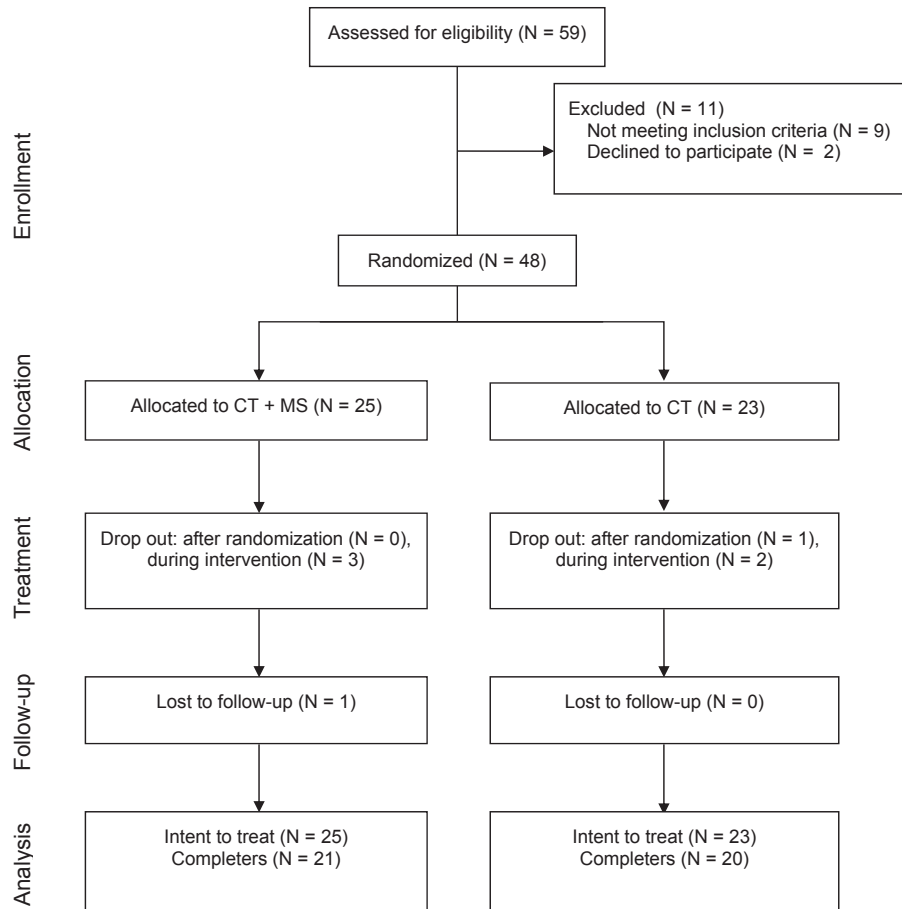 Assessed for eligibility (N = 59)
Excluded (N = 11)
Not meeting inclusion criteria (N = 9)
Declined to participate (N = 2)
Enrollment
Randomized (N = 48)
Allocation
Allocated to CT + MS (N = 25)
Allocated to CT (N = 23)
Treatment
Drop out: after randomization (N = 0),
during intervention (N = 3)
Drop out: after randomization (N = 1),
during intervention (N = 2)
Follow-up
Lost to follow-up (N = 1)
Lost to follow-up (N = 0)
Analysis
Intent to treat (N = 25)
Completers (N = 21)
Intent to treat (N = 23)
Completers (N = 20)